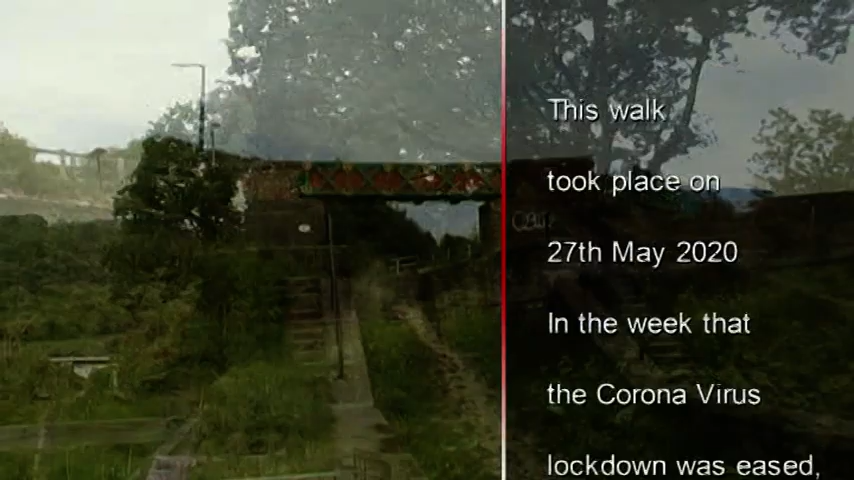 This walk
took place on
27th May 2020
In the week that
the Corona Virus
lockdown was eased,